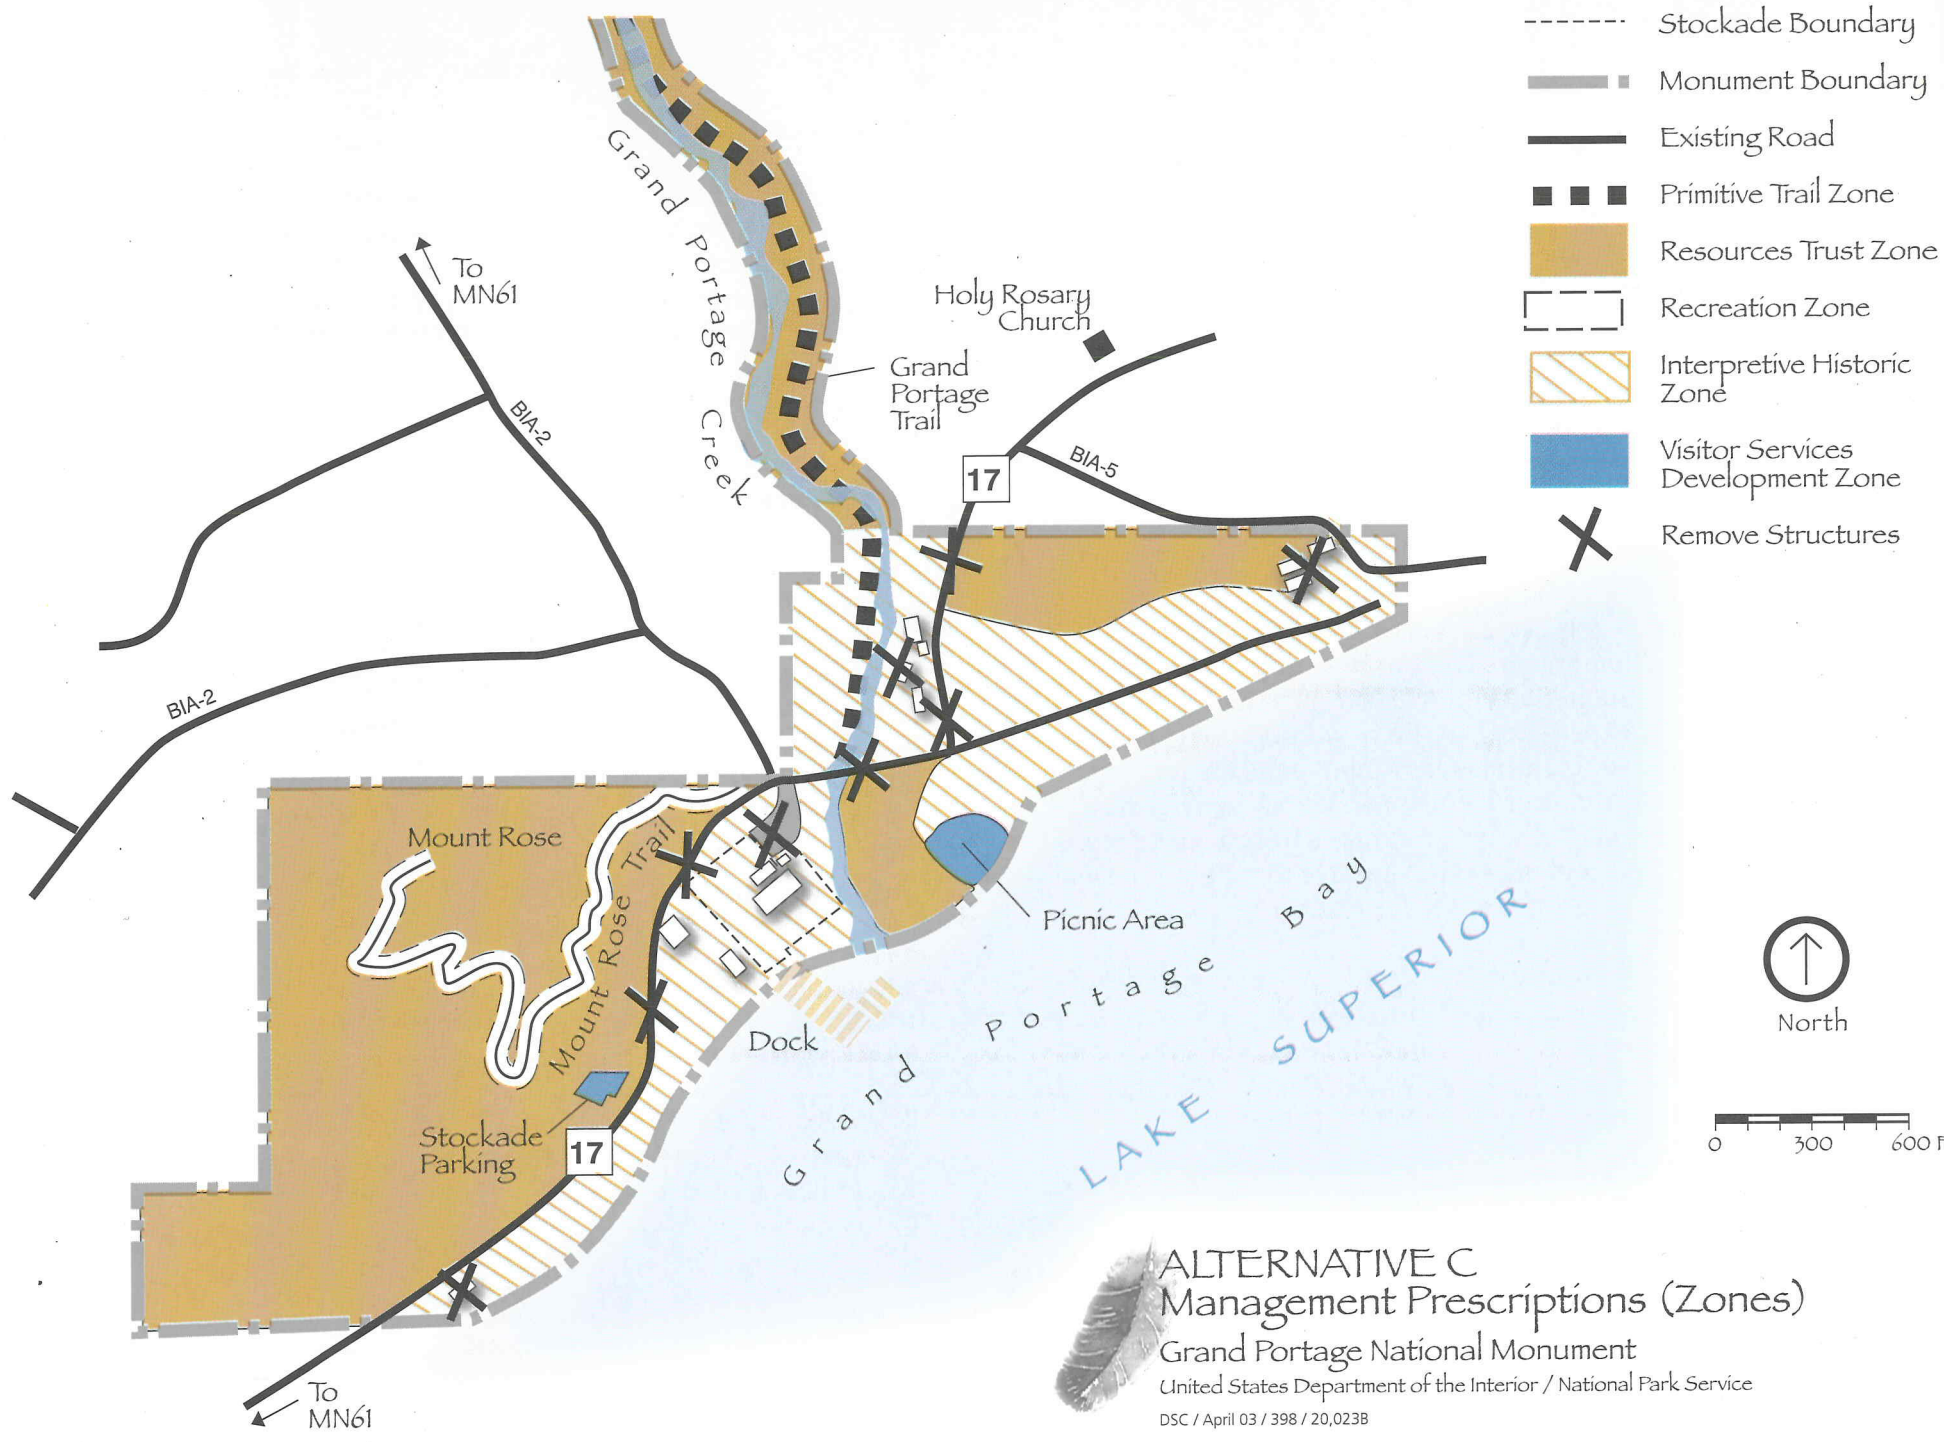 Stockade Boundary
Monument Boundary
Existing Road
Primitive Trail Zone
Resources Trust Zone
Recreation Zone
Interpretive Historic
Zone
Visitor Services
Development Zone
Remove Structures
Grand Portage Creek
To
MN61
Holy Rosary
Church
Grand
Portage
Trail
BIA-2
17
BIA-5
BIA-2
Mount Rose
Mount Rose Trail
Picnic Area
Dock
Grand Portage Bay
LAKE SUPERIOR
Stockade
Parking
17
North
0 300 600 F
To
MN61
ALTERNATIVE C
Management Prescriptions (Zones)
Grand Portage National Monument
United States Department of the Interior / National Park Service
DSC / April 03 / 398 / 20,023B